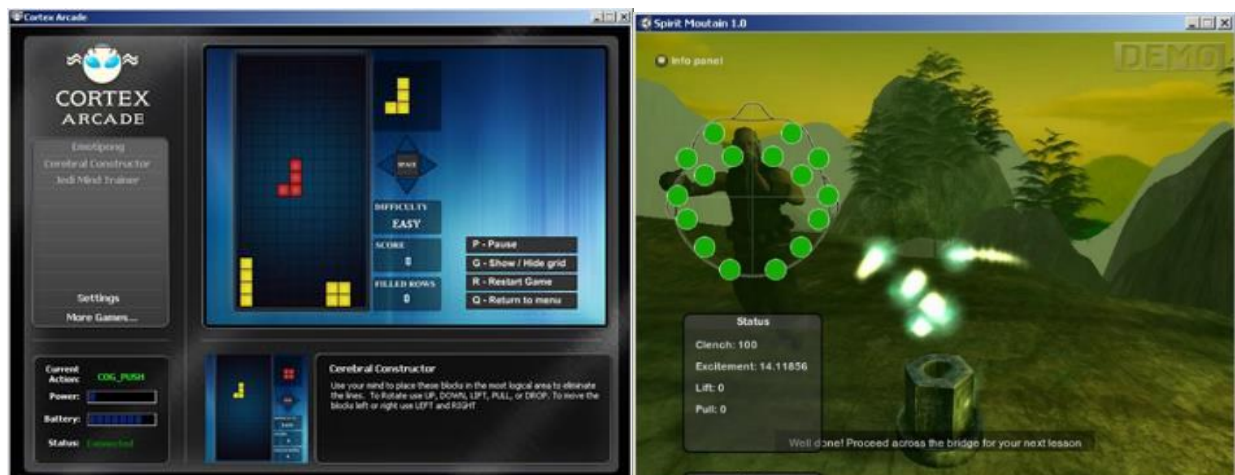 Cortex Arcade
CORTEX
ARCADE
Emotipong
Cerebral Constructor
Jedi Mind Trainer
Settings
More Games...
SPACE
DIFFICULTY
EASY
SCORE
0
FILLED ROWS
0
P - Pause
G - Show / Hide grid
R - Restart Game
Q - Return to menu
Current
Action:
COG_PUSH
Power:
Battery:
Status:
Connected
Cerebral Constructor
Use your mind to place these blocks in the most logical area to eliminate
the lines. To Rotate use UP, DOWN, LIFT, PULL, or DROP. To move the
blocks left or right use LEFT and RIGHT
Spirit Moutain 1.0
Info panel
DEMO
Status
Clench: 100
Excitement: 14.11856
Lift: 0
Pull: 0
Well done! Proceed across the bridge for your next lesson